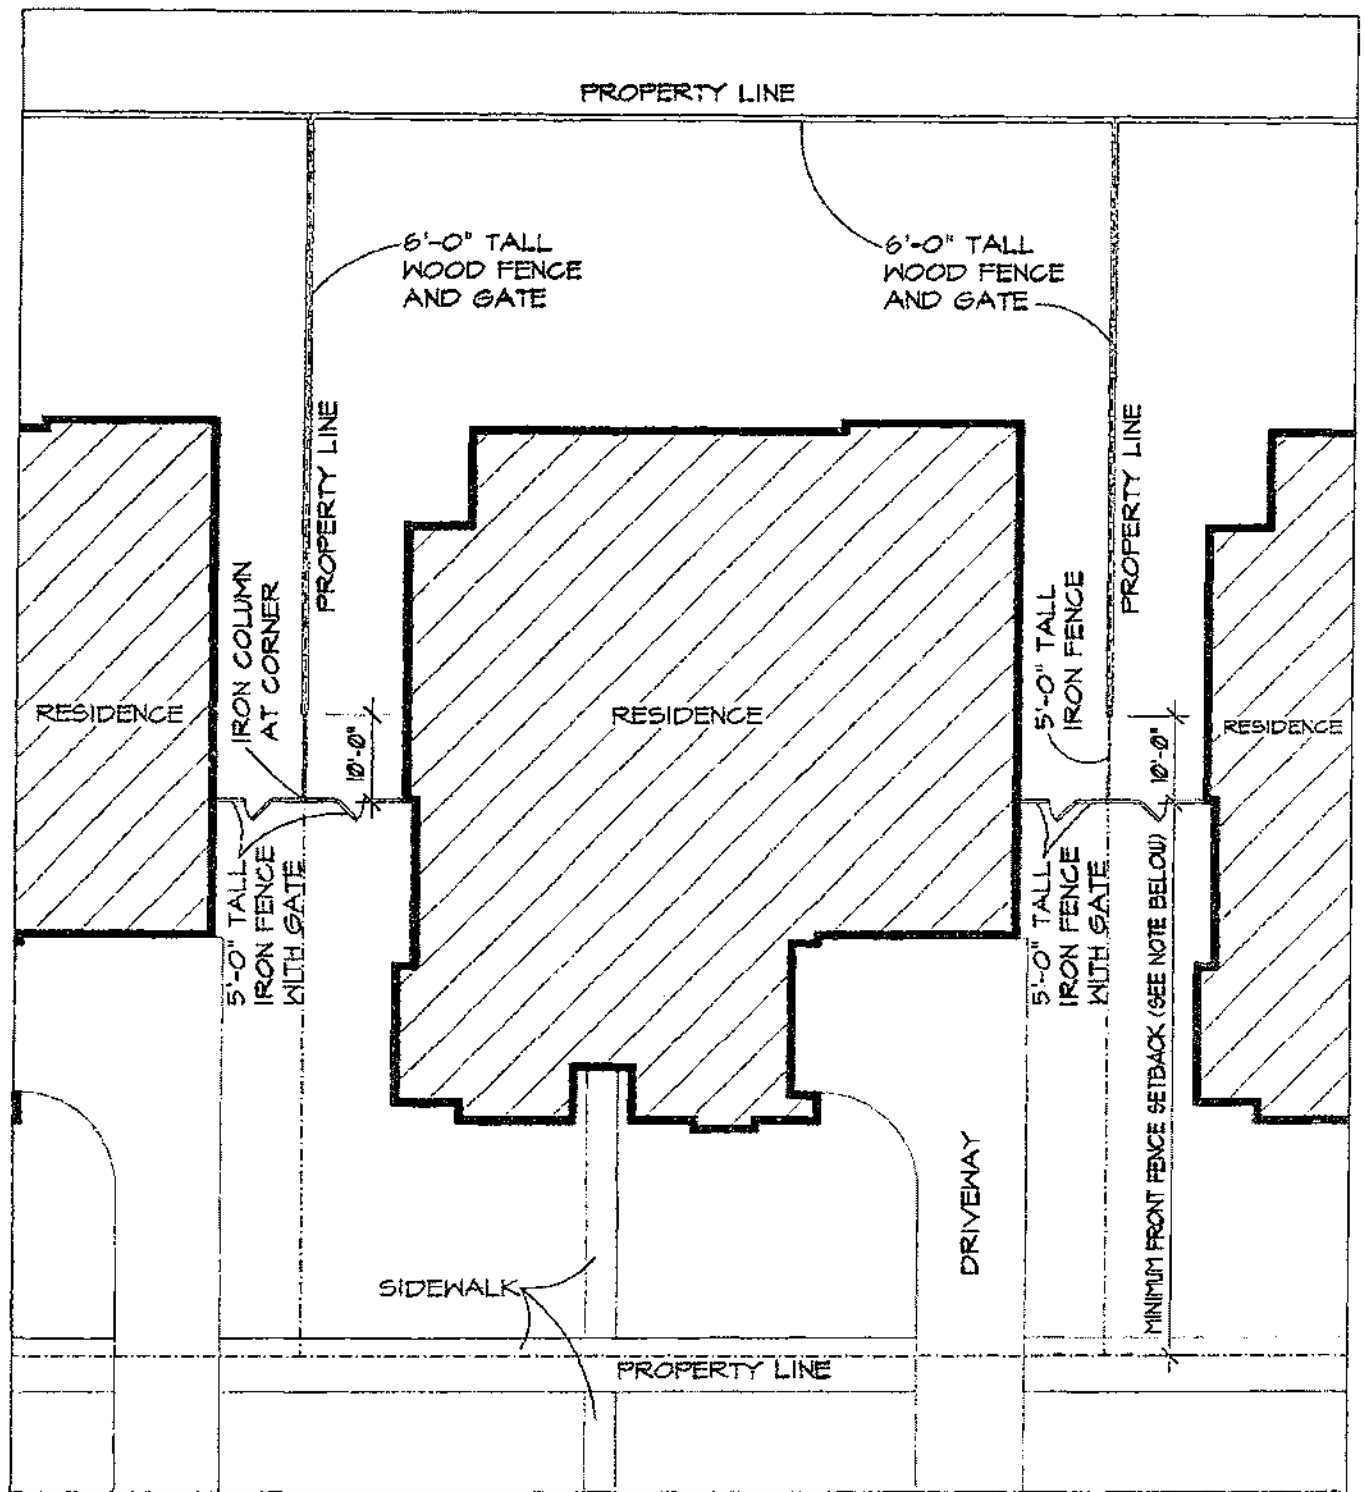 PROPERTY LINE
6'-0" TALL
WOOD FENCE
AND GATE
6'-0" TALL
WOOD FENCE
AND GATE
PROPERTY LINE
PROPERTY LINE
IRON COLUMN
AT CORNER
5'-0" TALL
IRON FENCE
RESIDENCE
RESIDENCE
RESIDENCE
10'-0"
10'-0"
5'-0" TALL
IRON FENCE
WITH GATE
5'-0" TALL
IRON FENCE
WITH GATE
MINIMUM FRONT FENCE SETBACK (SEE NOTE BELOW)
DRIVEWAY
SIDEWALK
PROPERTY LINE